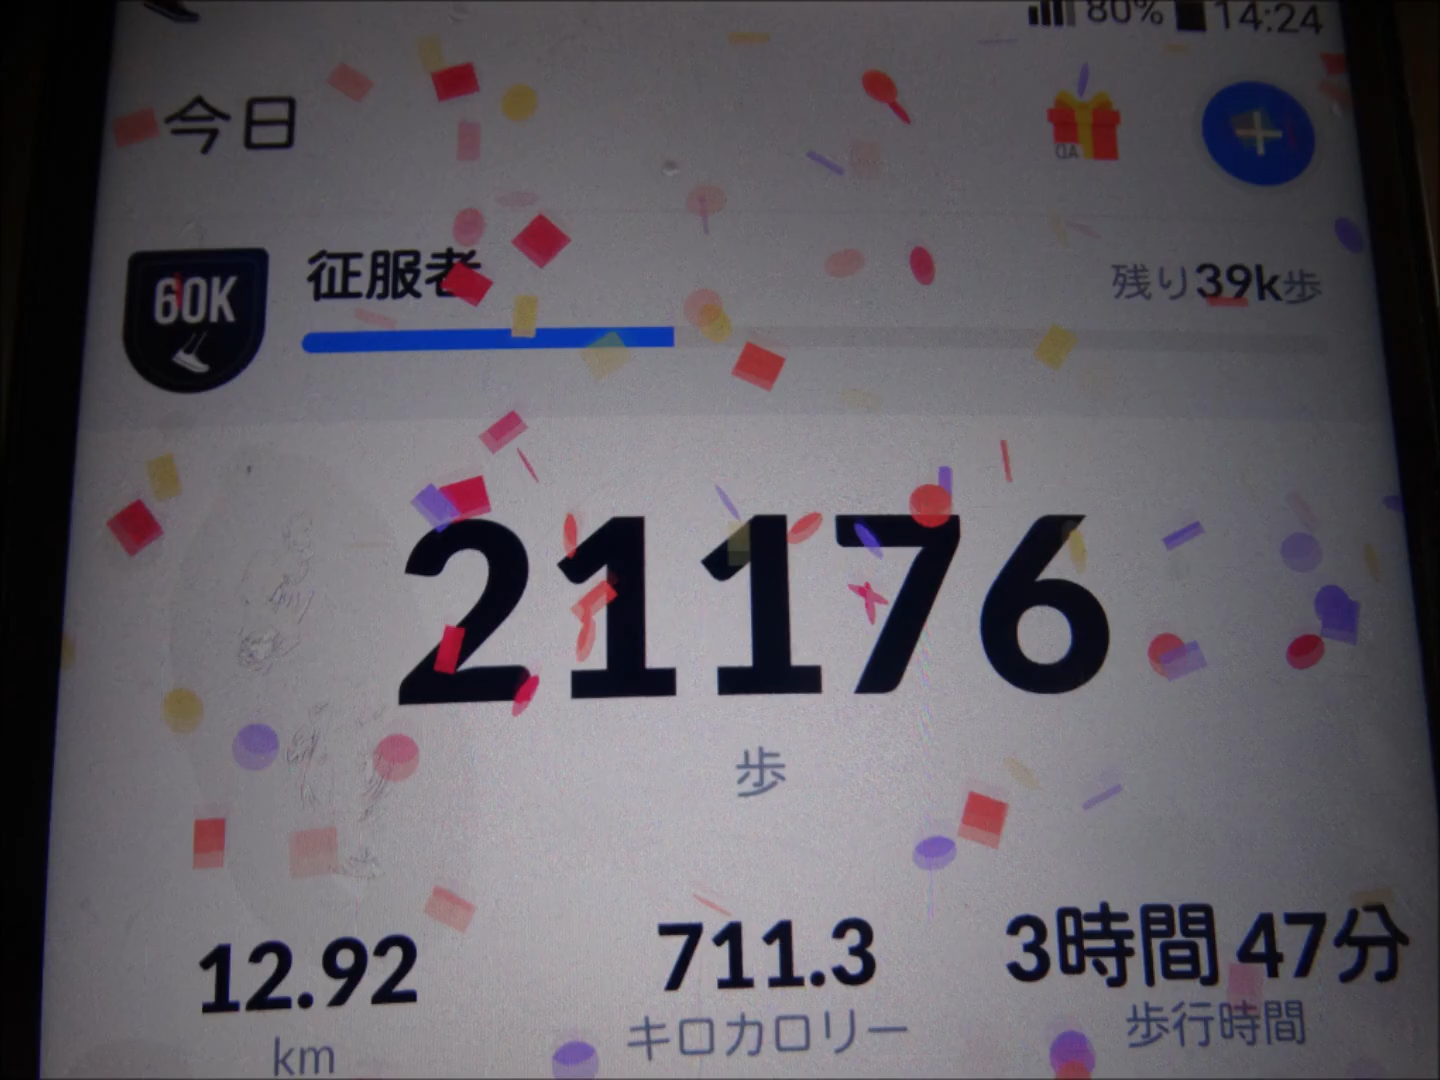 80% 14:24
今日
QA
60K
征服者
残り39k歩
21176
歩
12.92
km
711.3
キロカロリー
3時間 47分
歩行時間